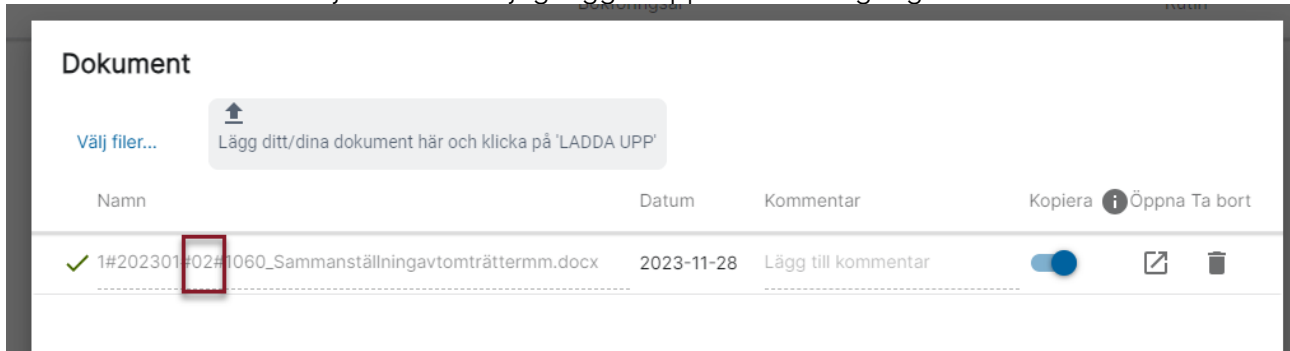 Dokument
Välj filer...
Lägg ditt/dina dokument här och klicka på 'LADDA UPP'
Namn Datum Kommentar Kopiera i Öppna Ta bort
1#202301#02#1060_Sammanställningavtomträttermm.docx 2023-11-28 Lägg till kommentar